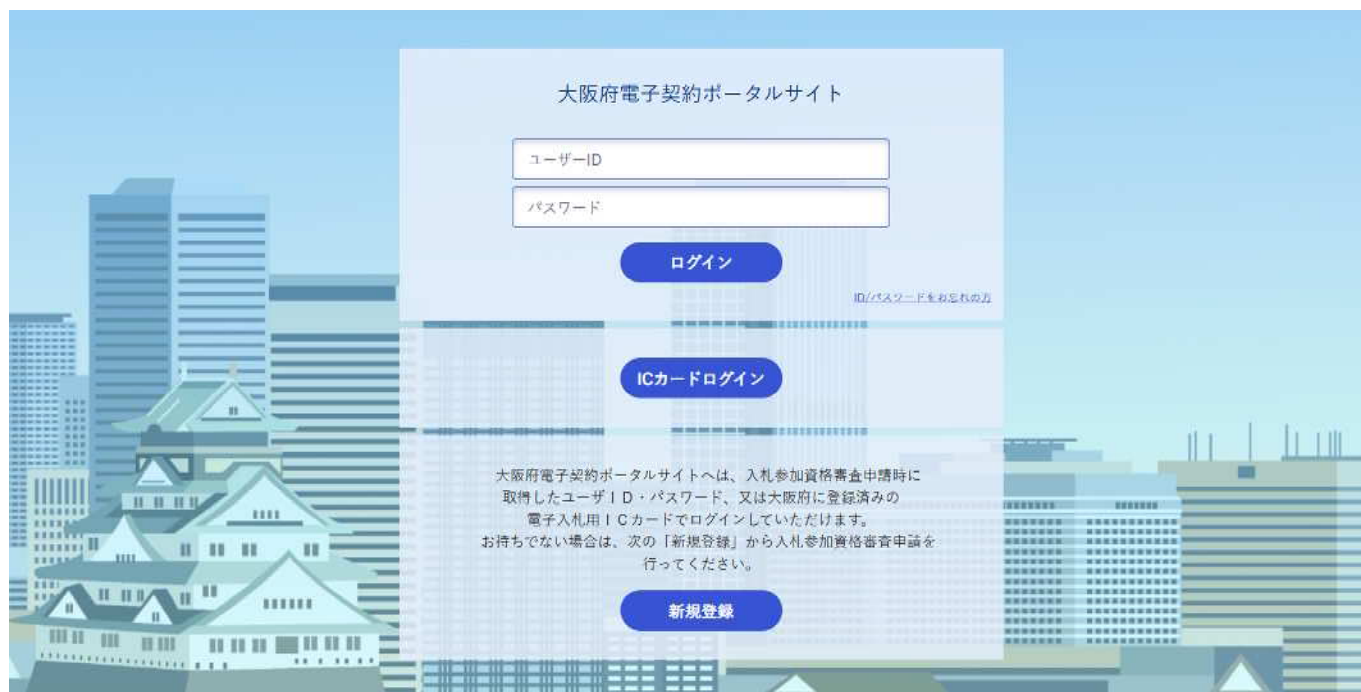 大阪府電子契約ポータルサイト
ユーザーID
パスワード
ログイン
ID/パスワードをお忘れの方
ICカードログイン
大阪府電子契約ポータルサイトへは、入札参加資格審査申請時に
取得したユーザID・パスワード、又は大阪府に登録済みの
電子入札用ICカードでログインしていただけます。
お持ちでない場合は、次の「新規登録」から入札参加資格審査申請を
行ってください。
新規登録